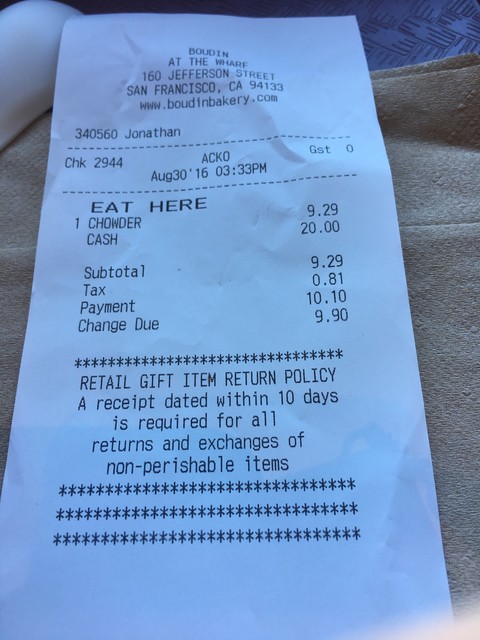 BOUDIN
AT THE WHARF
160 JEFFERSON STREET
SAN FRANCISCO, CA 94133
www.boudinbakery.com
340560 Jonathan
Chk 2944 ACKO Gst 0
Aug30'16 03:33PM
EAT HERE
1 CHOWDER 9.29
CASH 20.00
Subtotal 9.29
Tax 0.81
Payment 10.10
Change Due 9.90
********************************
RETAIL GIFT ITEM RETURN POLICY
A receipt dated within 10 days
is required for all
returns and exchanges of
non-perishable items
********************************
********************************
********************************